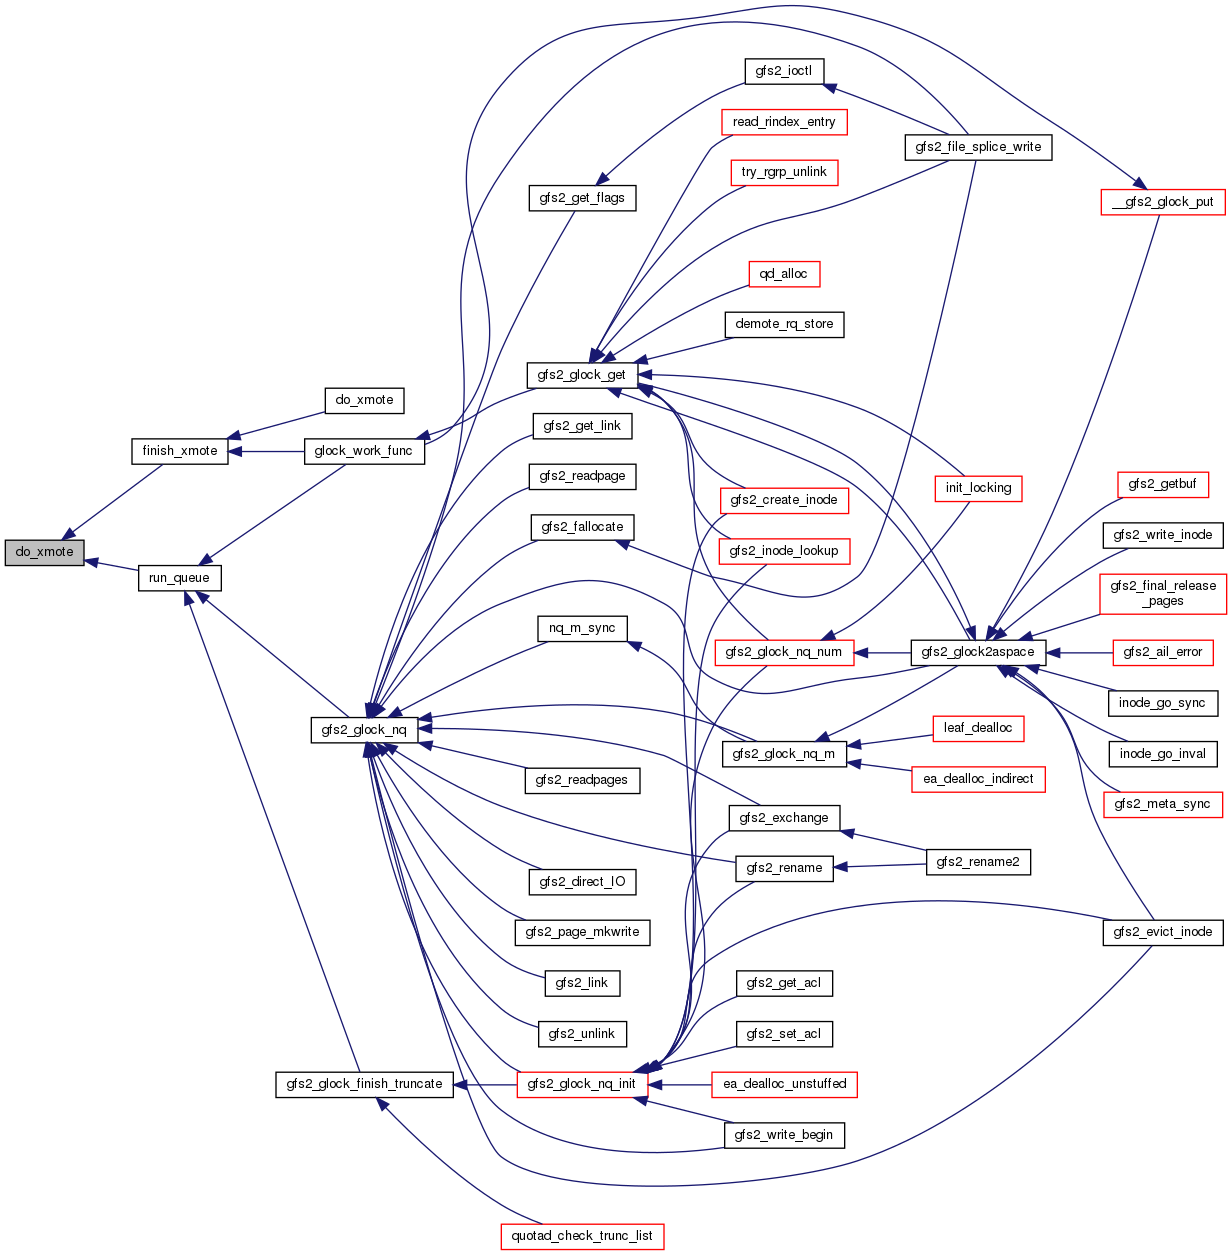 gfs2_ioctl
read_rindex_entry
gfs2_file_splice_write
try_rgrp_unlink
gfs2_get_flags
__gfs2_glock_put
qd_alloc
demote_rq_store
gfs2_glock_get
do_xmote
gfs2_get_link
finish_xmote
glock_work_func
gfs2_readpage
gfs2_getbuf
init_locking
gfs2_create_inode
gfs2_fallocate
gfs2_write_inode
do_xmote
gfs2_inode_lookup
run_queue
gfs2_final_release
_pages
nq_m_sync
gfs2_glock_nq_num
gfs2_glock2aspace
gfs2_ail_error
inode_go_sync
gfs2_glock_nq
leaf_dealloc
gfs2_glock_nq_m
inode_go_inval
gfs2_readpages
ea_dealloc_indirect
gfs2_meta_sync
gfs2_exchange
gfs2_rename
gfs2_rename2
gfs2_direct_IO
gfs2_page_mkwrite
gfs2_evict_inode
gfs2_link
gfs2_get_acl
gfs2_unlink
gfs2_set_acl
gfs2_glock_finish_truncate
gfs2_glock_nq_init
ea_dealloc_unstuffed
gfs2_write_begin
quotad_check_trunc_list